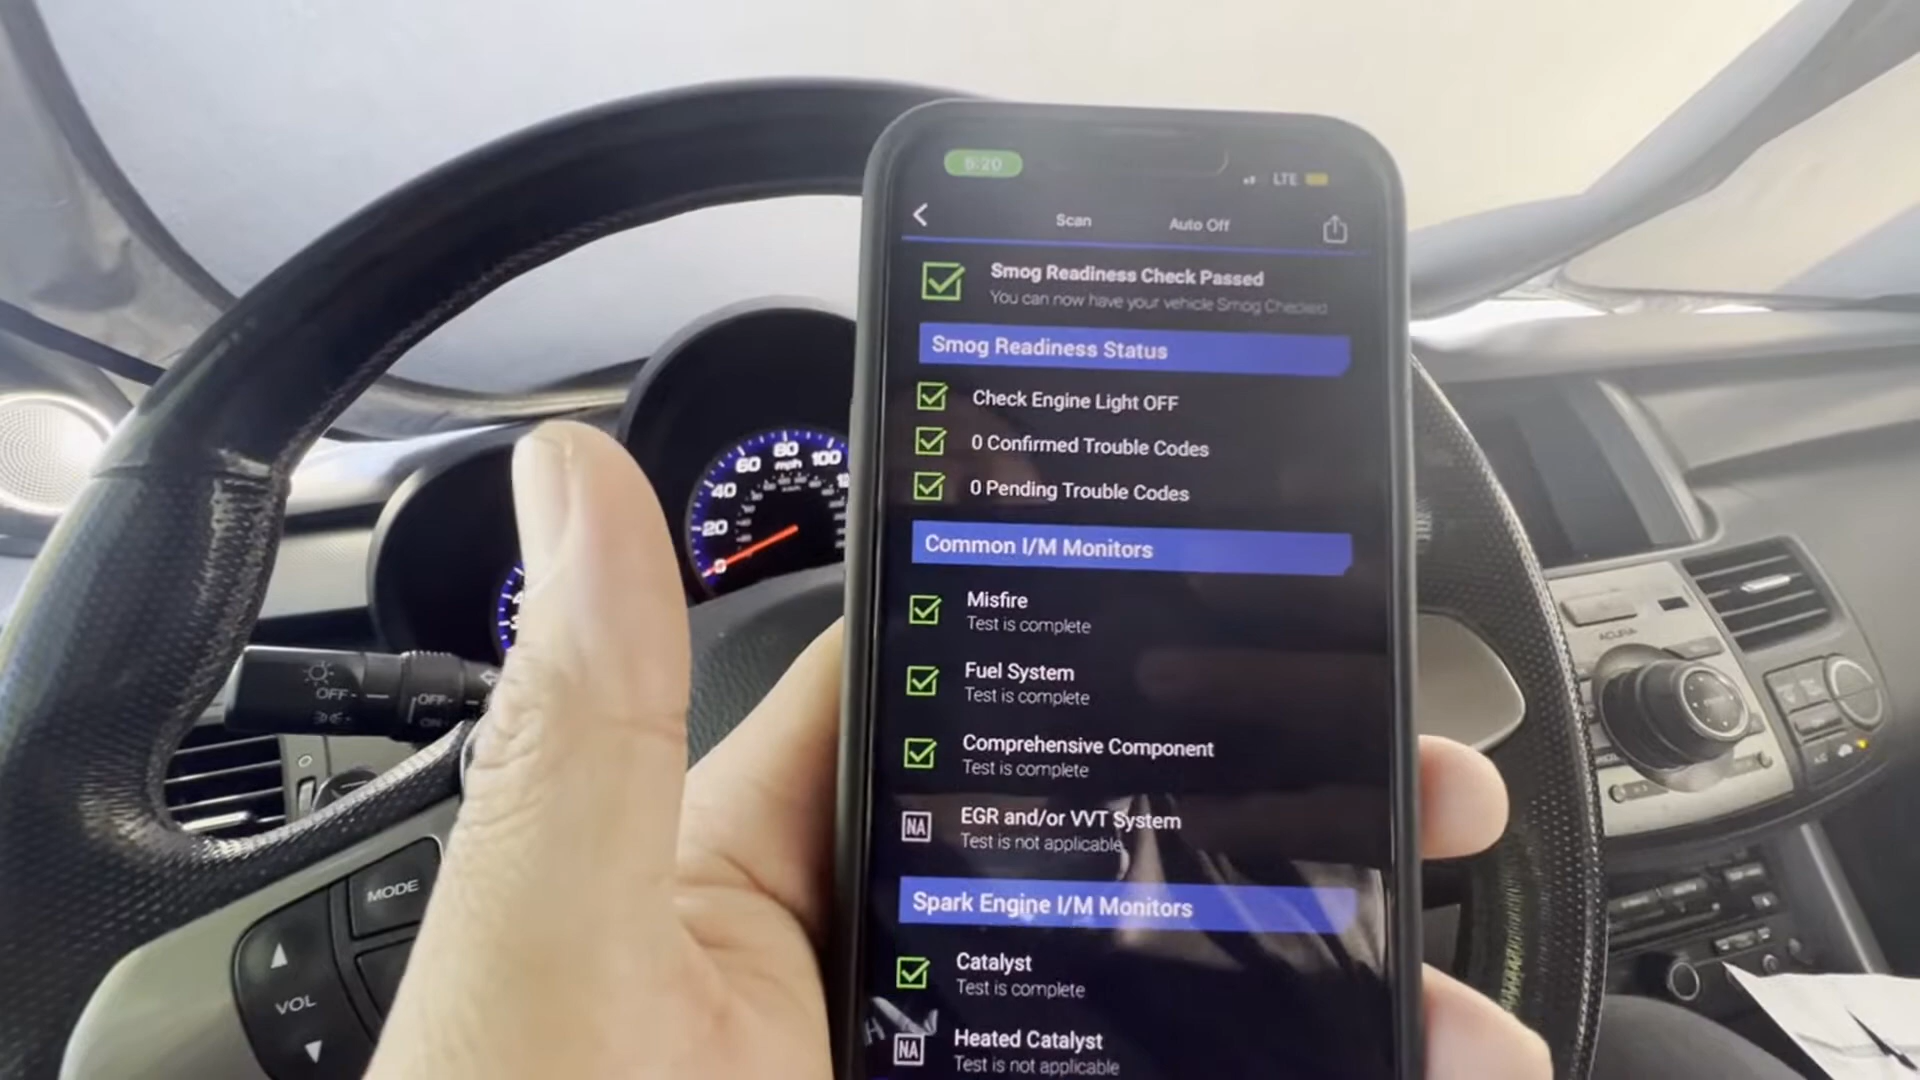 5:20
LTE
Scan Auto Off
Smog Readiness Check Passed
You can now have your vehicle Smog Checked
Smog Readiness Status
Check Engine Light OFF
0 Confirmed Trouble Codes
0 Pending Trouble Codes
Common I/M Monitors
Misfire
Test is complete
Fuel System
Test is complete
Comprehensive Component
Test is complete
NA EGR and/or VVT System
Test is not applicable
Spark Engine I/M Monitors
Catalyst
Test is complete
NA Heated Catalyst
Test is not applicable
60 80 100
mph
40
20
0
OFF OFF
ON
MODE
VOL
ACURA
A/C